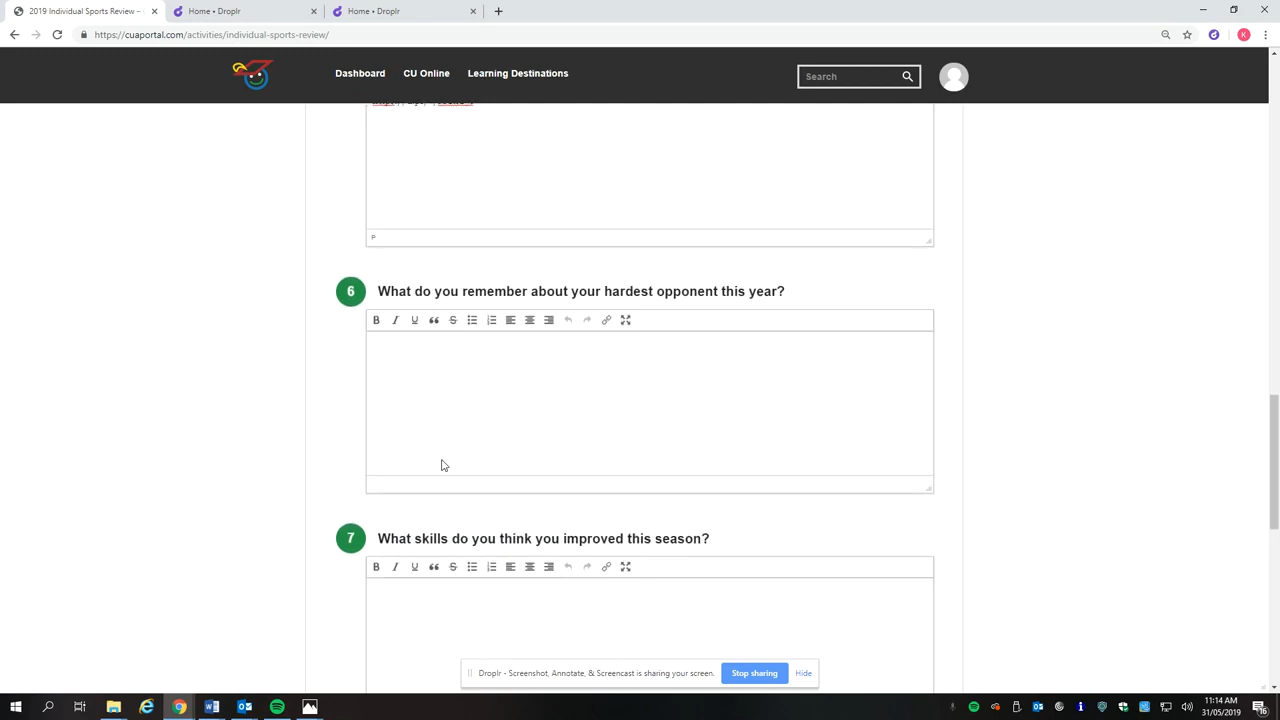 2019 Individual Sports Review –
Home • Droplr
Home • Droplr
https://cuaportal.com/activities/individual-sports-review/
K
Dashboard
CU Online
Learning Destinations
Search
P
6
What do you remember about your hardest opponent this year?
B I U
7
What skills do you think you improved this season?
B I U
Droplr - Screenshot, Annotate, & Screencast is sharing your screen.
Stop sharing
Hide
11:14 AM
31/05/2019
16